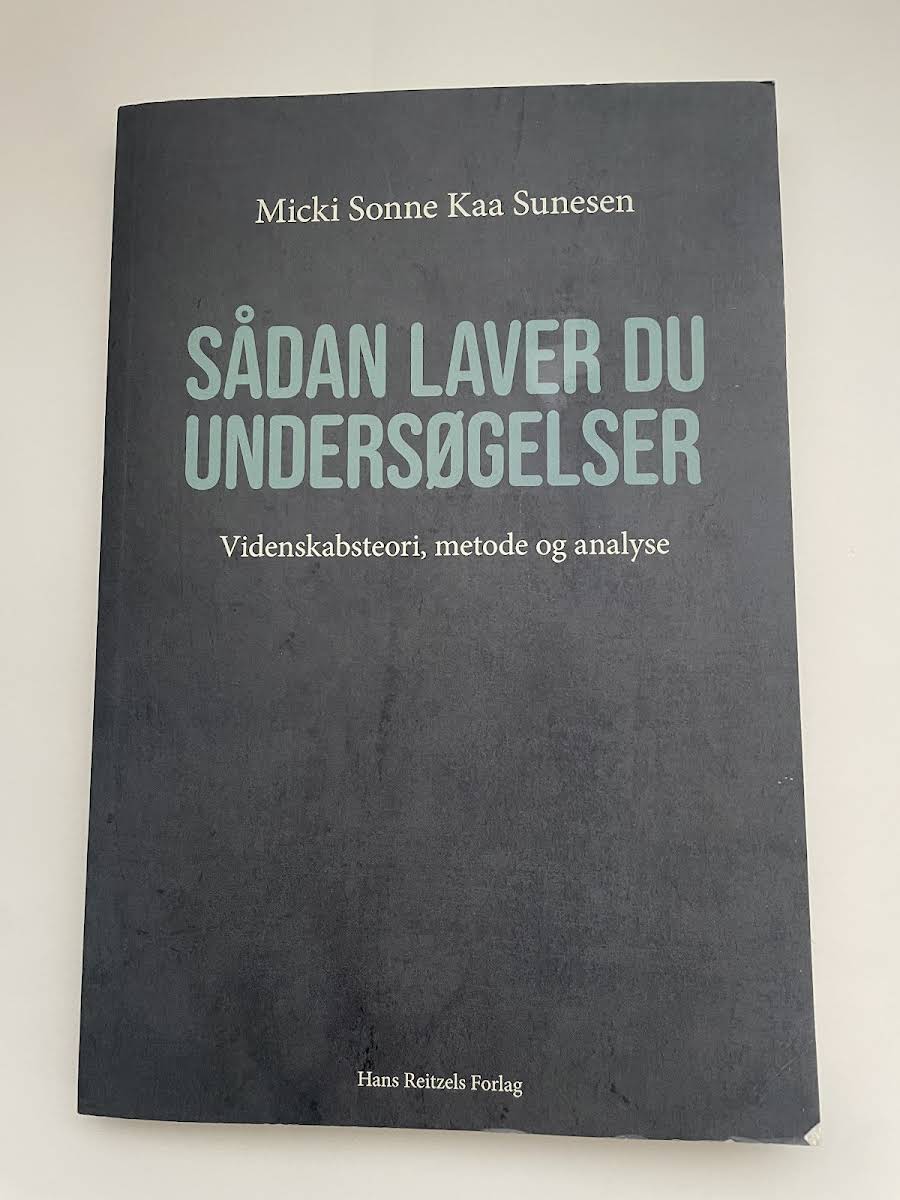 Micki Sonne Kaa Sunesen
SÅDAN LAVER DU
UNDERSØGELSER
Videnskabsteori, metode og analyse
Hans Reitzels Forlag